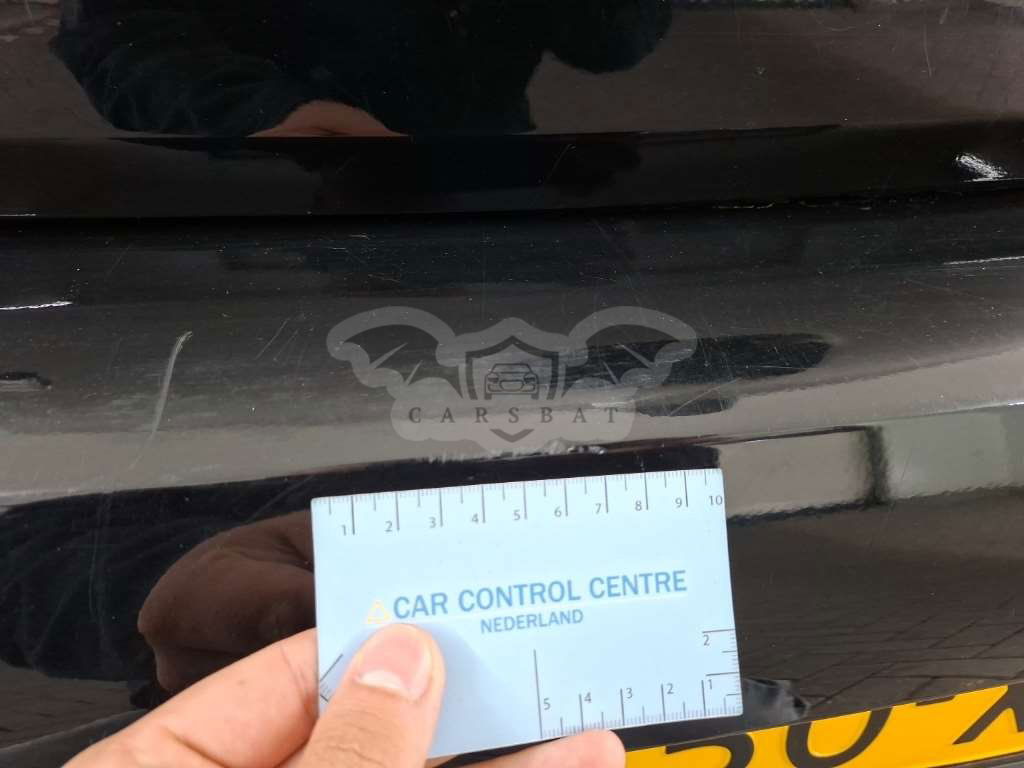 CARSBAT
1 2 3 4 5 6 7 8 9 10
CAR CONTROL CENTRE
NEDERLAND
2
5 4 3 2 1
50-X